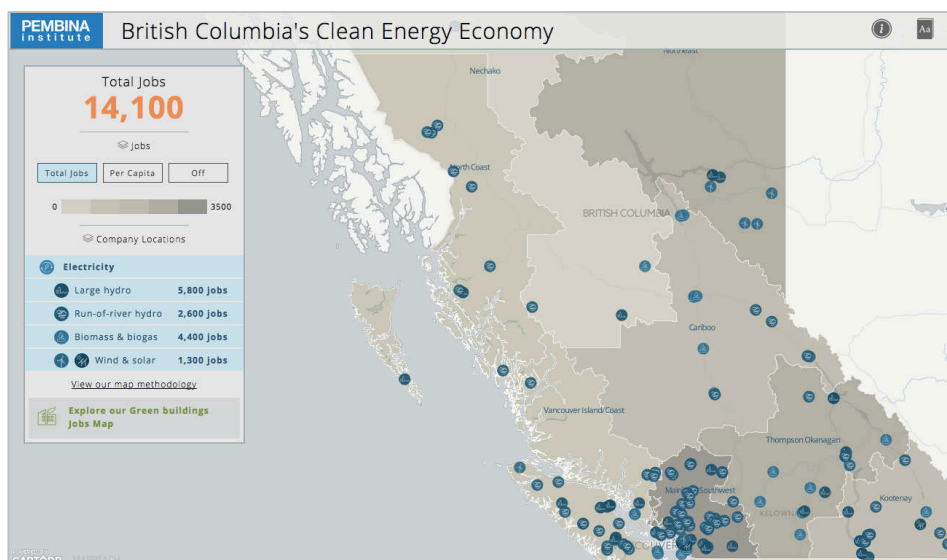 PEMBINA
institute
British Columbia's Clean Energy Economy
i
Aa
Total Jobs
14,100
Jobs
Total Jobs Per Capita Off
0 3500
Company Locations
Electricity
Large hydro 5,800 jobs
Run-of-river hydro 2,600 jobs
Biomass & biogas 4,400 jobs
Wind & solar 1,300 jobs
View our map methodology
Explore our Green buildings
Jobs Map
Northeast
Nechako
North Coast
BRITISH COLUMBIA
Cariboo
Vancouver Island/Coast
Thompson Okanagan
Kootenay
KELOWNA